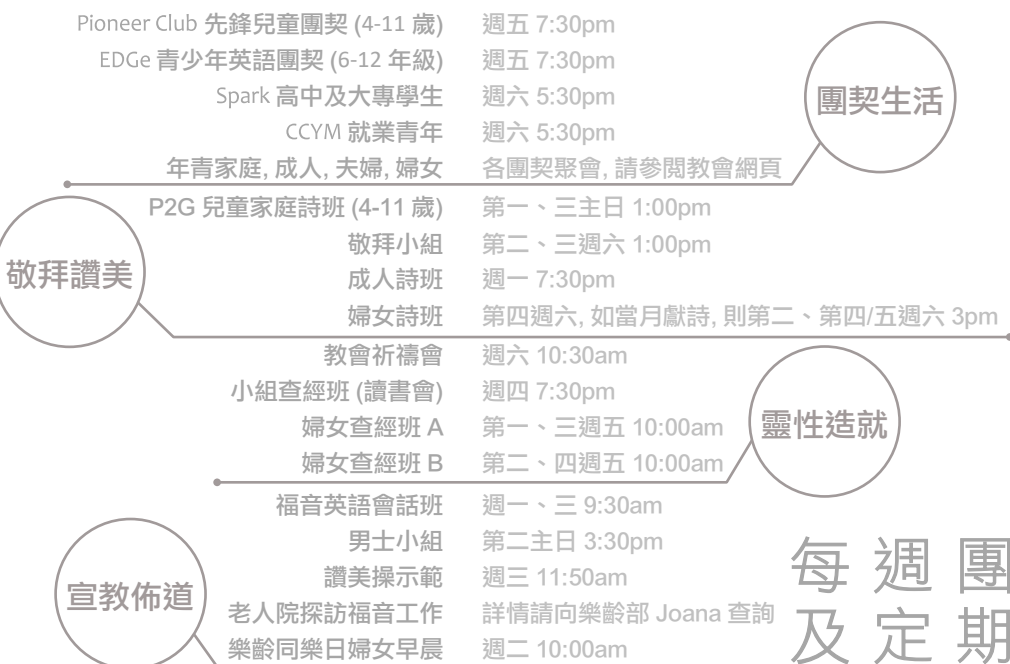 Pioneer Club 先鋒兒童團契 (4-11 歲) 週五 7:30pm
EDGe 青少年英語團契 (6-12 年級) 週五 7:30pm
Spark 高中及大專學生 週六 5:30pm
CCYM 就業青年 週六 5:30pm
年青家庭, 成人, 夫婦, 婦女 各團契聚會, 請參閱教會網頁
團契生活
P2G 兒童家庭詩班 (4-11 歲) 第一、三主日 1:00pm
敬拜小組 第二、三週六 1:00pm
成人詩班 週一 7:30pm
婦女詩班 第四週六, 如當月獻詩, 則第二、第四/五週六 3pm
敬拜讚美
教會祈禱會 週六 10:30am
小組查經班 (讀書會) 週四 7:30pm
婦女查經班 A 第一、三週五 10:00am
婦女查經班 B 第二、四週五 10:00am
靈性造就
福音英語會話班 週一、三 9:30am
男士小組 第二主日 3:30pm
讚美操示範 週三 11:50am
老人院探訪福音工作 詳情請向樂齡部 Joana 查詢
樂齡同樂日婦女早晨 週二 10:00am
宣教佈道
每週團
及定期